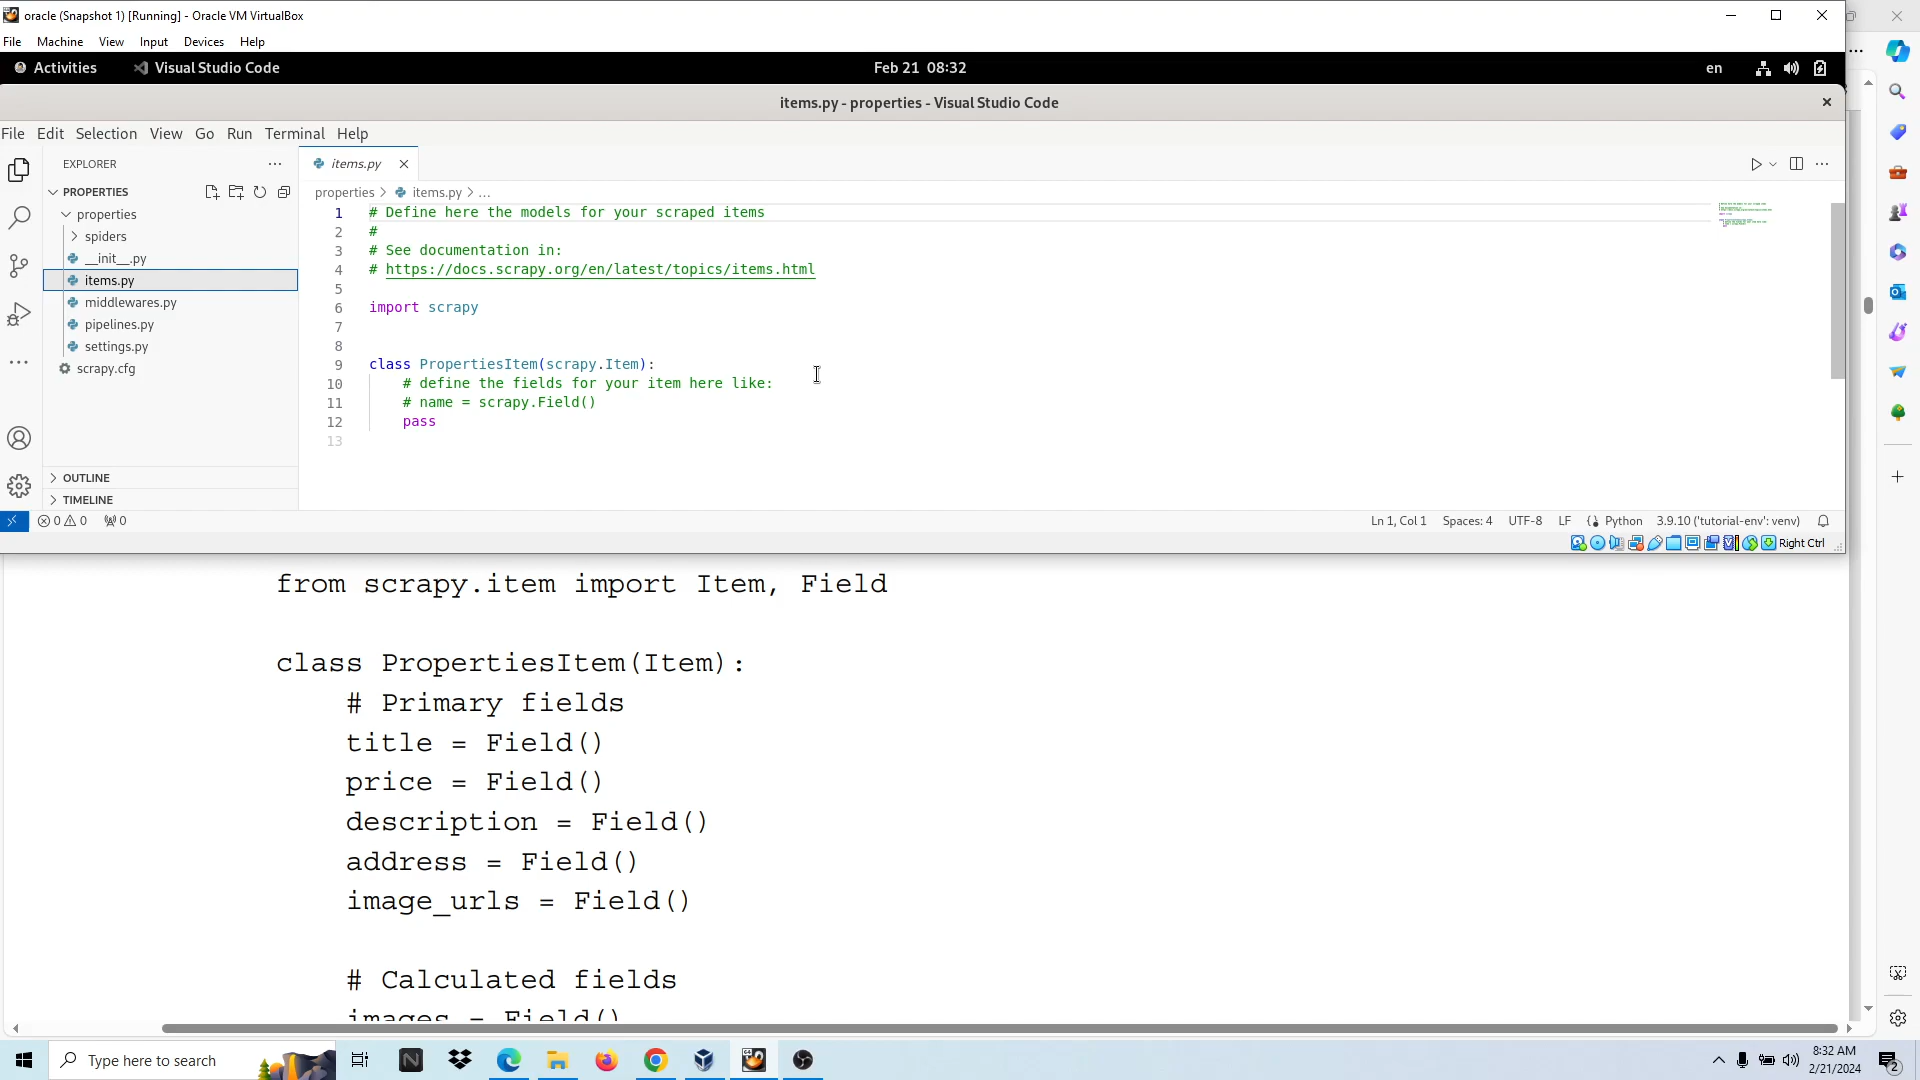 oracle (Snapshot 1) [Running] - Oracle VM VirtualBox
File Machine View Input Devices Help
Activities Visual Studio Code Feb 21 08:32 en
items.py - properties - Visual Studio Code
File Edit Selection View Go Run Terminal Help
EXPLORER
PROPERTIES
properties
spiders
__init__.py
items.py
middlewares.py
pipelines.py
settings.py
scrapy.cfg
OUTLINE
TIMELINE
items.py
properties > items.py > ...
1 # Define here the models for your scraped items
2 #
3 # See documentation in:
4 # https://docs.scrapy.org/en/latest/topics/items.html
5
6 import scrapy
7
8
9 class PropertiesItem(scrapy.Item):
10 # define the fields for your item here like:
11 # name = scrapy.Field()
12 pass
13
0 0 0 Ln 1, Col 1 Spaces: 4 UTF-8 LF Python 3.9.10 ('tutorial-env': venv)
Right Ctrl
from scrapy.item import Item, Field
class PropertiesItem(Item):
# Primary fields
title = Field()
price = Field()
description = Field()
address = Field()
image_urls = Field()
# Calculated fields
images = Field()
Type here to search
8:32 AM
2/21/2024
2